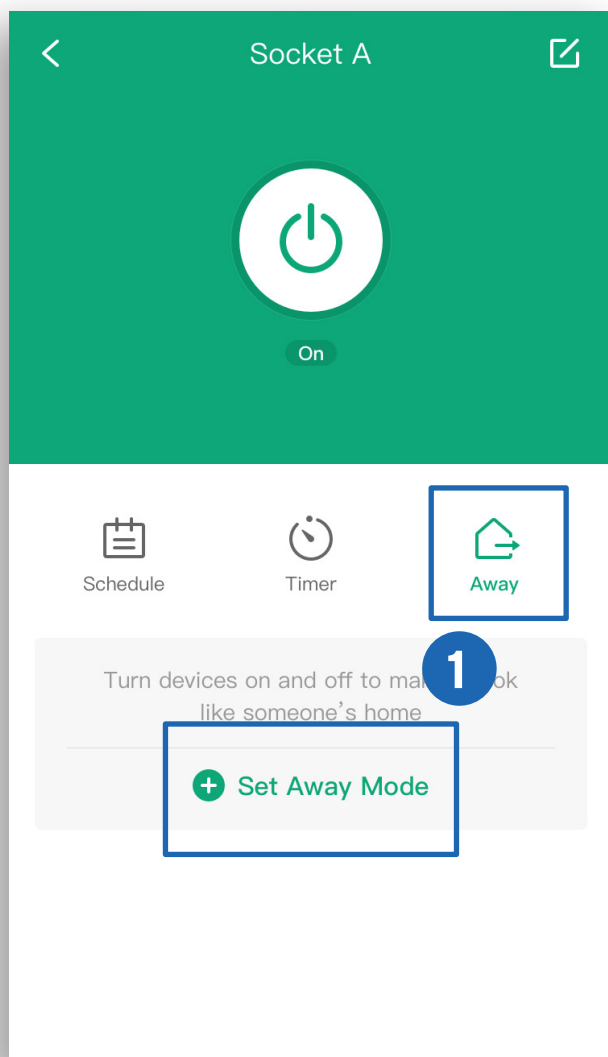 Socket A
On
Schedule
Timer
Away
1
Turn devices on and off to ma ok
like someone's home
Set Away Mode